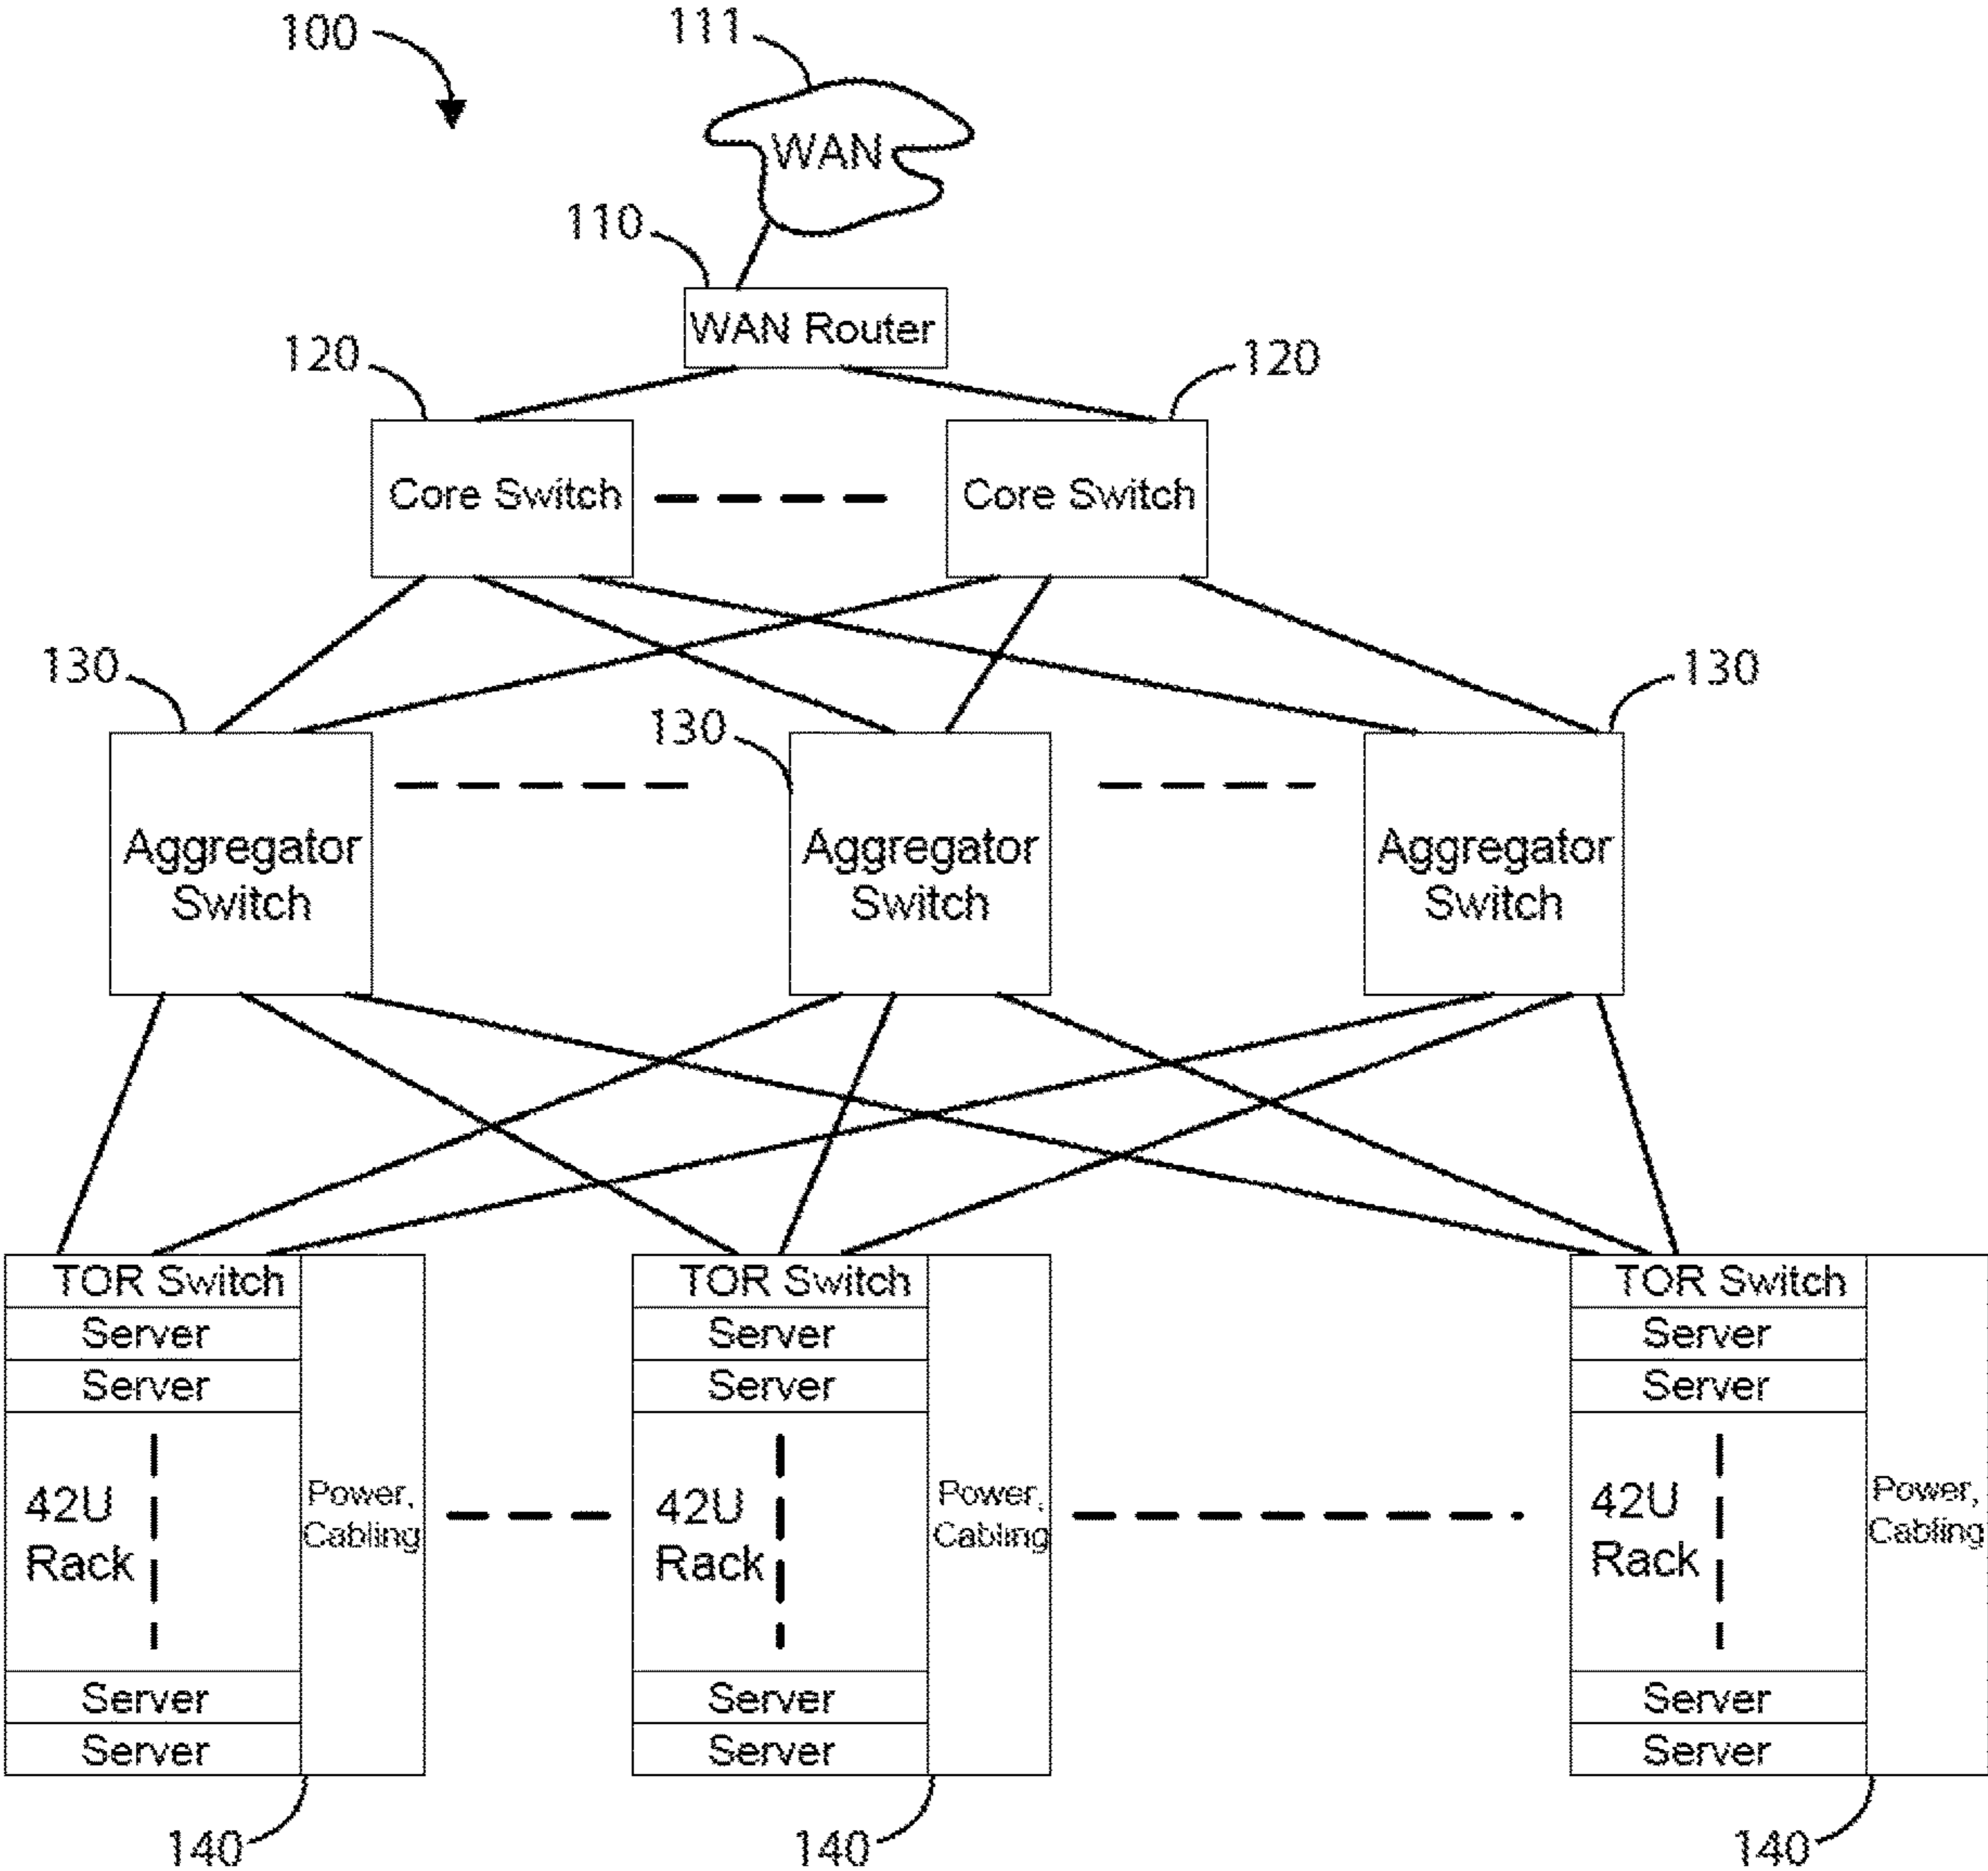 100
111
WAN
110
WAN Router
120
120
Core Switch
Core Switch
130
130
130
Aggregator
Switch
Aggregator
Switch
Aggregator
Switch
TOR Switch
Server
Server
42U
Rack
Power,
Cabling
Server
Server
TOR Switch
Server
Server
42U
Rack
Power,
Cabling
Server
Server
TOR Switch
Server
Server
42U
Rack
Power,
Cabling
Server
Server
140
140
140